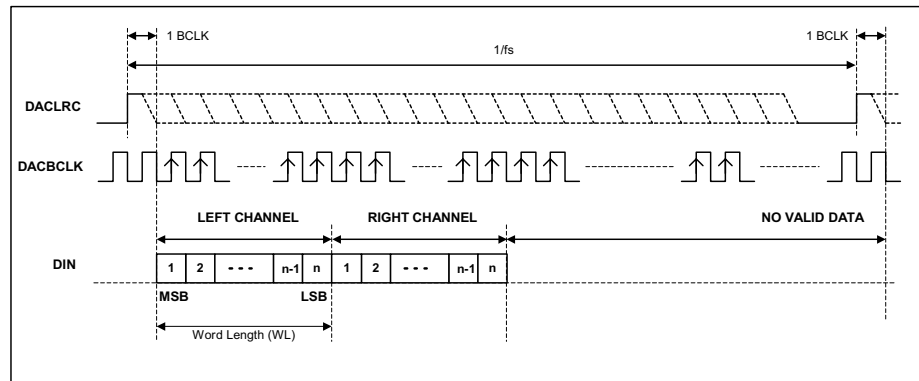 1 BCLK
1 BCLK
1/fs
DACLRC
DACBCLK
LEFT CHANNEL
RIGHT CHANNEL
NO VALID DATA
DIN
1 2 - - - n-1 n 1 2 - - - n-1 n
MSB
LSB
Word Length (WL)